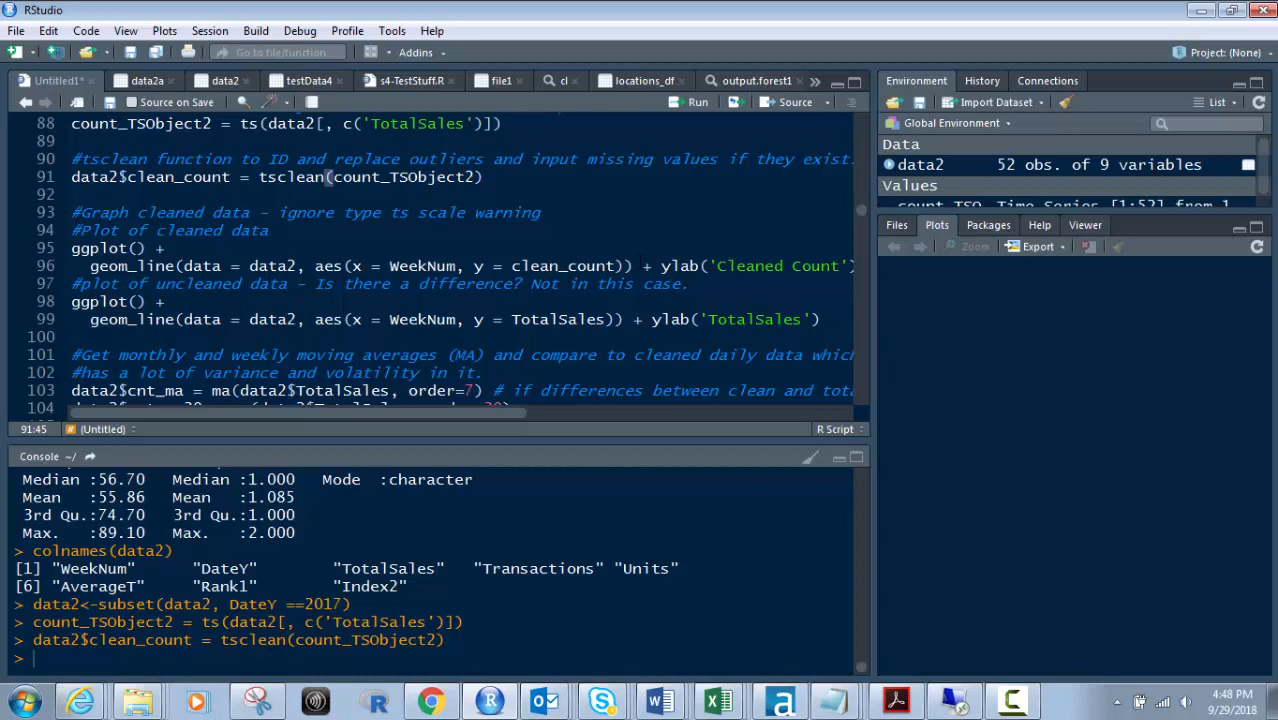 RStudio
File Edit Code View Plots Session Build Debug Profile Tools Help
Go to file/function Addins Project: (None)
Untitled1* data2a data2 testData4 s4-TestStuff.R file1 cl locations_df output.forest1
Source on Save Run Source
88 count_TSObject2 = ts(data2[, c('TotalSales')])
89
90 #tsclean function to ID and replace outliers and input missing values if they exist.
91 data2$clean_count = tsclean(count_TSObject2)
92
93 #Graph cleaned data - ignore type ts scale warning
94 #Plot of cleaned data
95 ggplot() +
96 geom_line(data = data2, aes(x = WeekNum, y = clean_count)) + ylab('Cleaned Count')
97 #plot of uncleaned data - Is there a difference? Not in this case.
98 ggplot() +
99 geom_line(data = data2, aes(x = WeekNum, y = TotalSales)) + ylab('TotalSales')
100
101 #Get monthly and weekly moving averages (MA) and compare to cleaned daily data which
102 #has a lot of variance and volatility in it.
103 data2$cnt_ma = ma(data2$TotalSales, order=7) # if differences between clean and tota
104
91:45 (Untitled) R Script
Console ~/
Median :56.70 Median :1.000 Mode :character
Mean :55.86 Mean :1.085
3rd Qu.:74.70 3rd Qu.:1.000
Max. :89.10 Max. :2.000
> colnames(data2)
[1] "WeekNum" "DateY" "TotalSales" "Transactions" "Units"
[6] "AverageT" "Rank1" "Index2"
> data2<-subset(data2, DateY ==2017)
> count_TSObject2 = ts(data2[, c('TotalSales')])
> data2$clean_count = tsclean(count_TSObject2)
>
Environment History Connections
Import Dataset List
Global Environment
Data
data2 52 obs. of 9 variables
Values
count_TSO… Time-Series [1:52] from 1
Files Plots Packages Help Viewer
Zoom Export
4:48 PM
9/29/2018